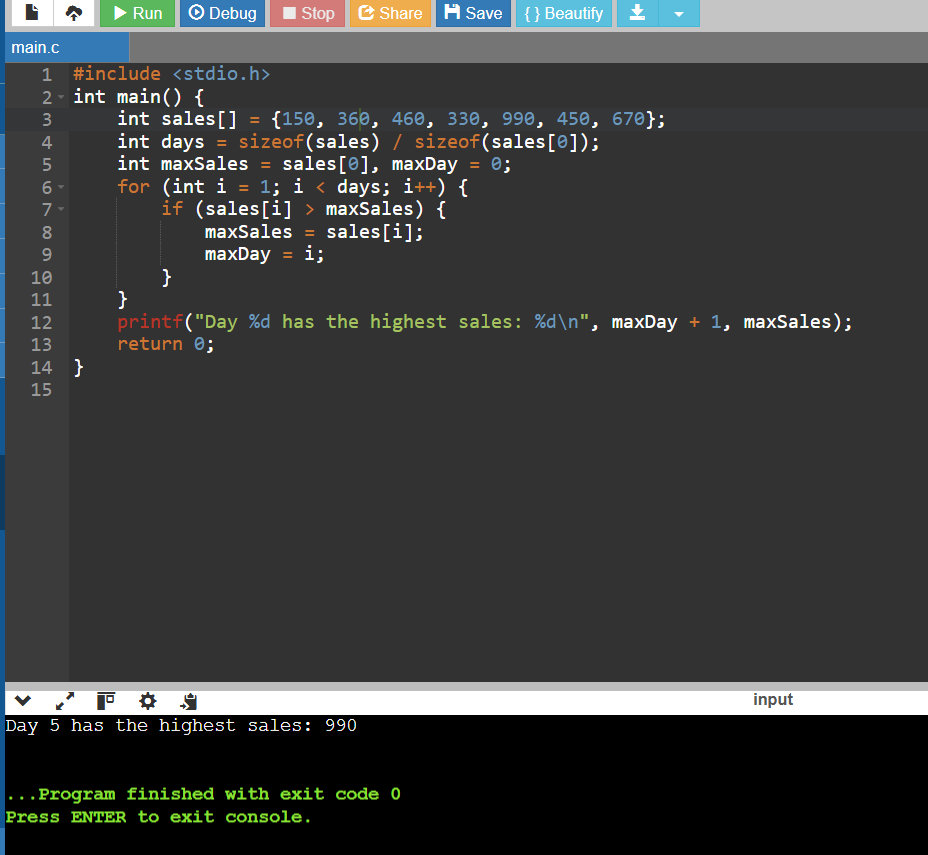 Run Debug Stop Share Save { } Beautify
main.c
1 #include <stdio.h>
2 int main() {
3     int sales[] = {150, 360, 460, 330, 990, 450, 670};
4     int days = sizeof(sales) / sizeof(sales[0]);
5     int maxSales = sales[0], maxDay = 0;
6     for (int i = 1; i < days; i++) {
7         if (sales[i] > maxSales) {
8             maxSales = sales[i];
9             maxDay = i;
10         }
11     }
12     printf("Day %d has the highest sales: %d\n", maxDay + 1, maxSales);
13     return 0;
14 }
15
input
Day 5 has the highest sales: 990
...Program finished with exit code 0
Press ENTER to exit console.